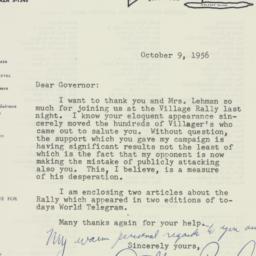 October 9, 1956
Dear Governor:
I want to thank you and Mrs. Lehman so
much for joining us at the Village Rally last
night. I know your eloquent appearance sin-
cerely moved the hundreds of Villager's who
came out to salute you. Without question,
the support which you gave my campaign is
having significant results not the least of
which is the fact that my opponent is now
making the mistake of publicly attacking
also you. This, I believe, is a measure
of his desperation.
I am enclosing two articles about the
Rally which appeared in two editions of to-
days World Telegram.
Many thanks again for your help.
My warm personal regards to you
Sincerely yours,